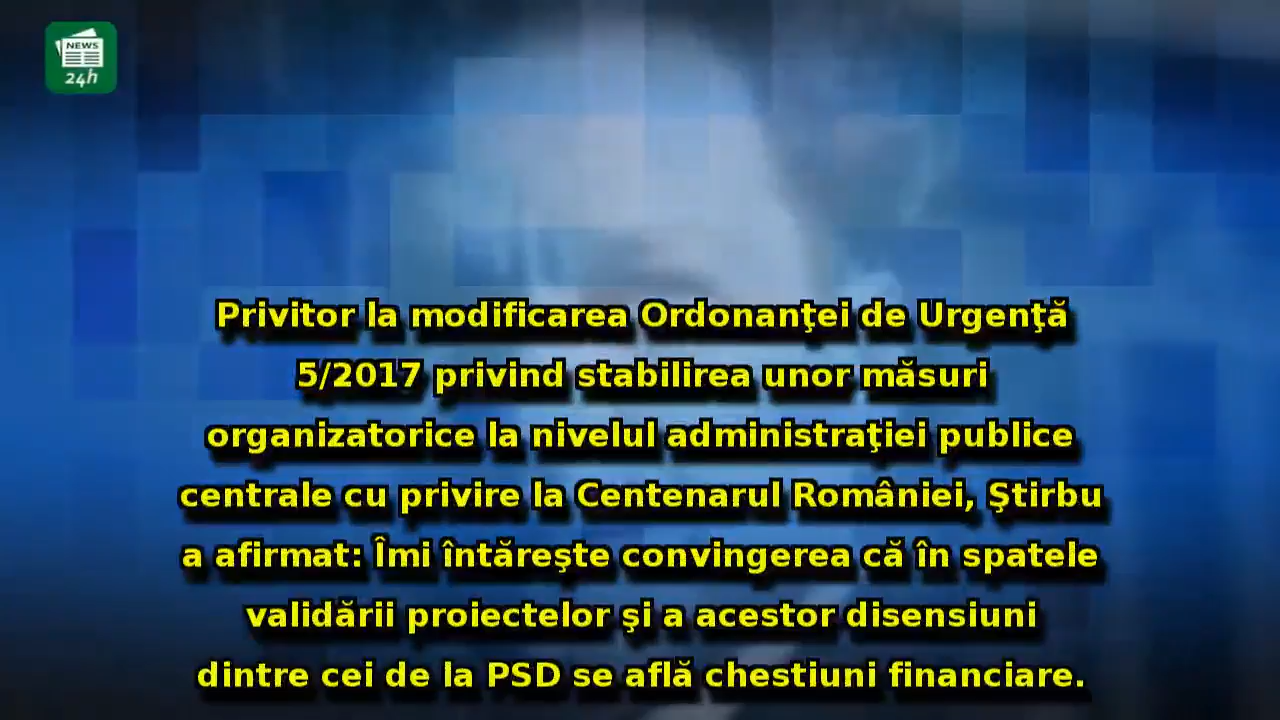 NEWS
24h
Privitor la modificarea Ordonanţei de Urgenţă
5/2017 privind stabilirea unor măsuri
organizatorice la nivelul administraţiei publice
centrale cu privire la Centenarul României, Ştirbu
a afirmat: Îmi întăreşte convingerea că în spatele
validării proiectelor şi a acestor disensiuni
dintre cei de la PSD se află chestiuni financiare.